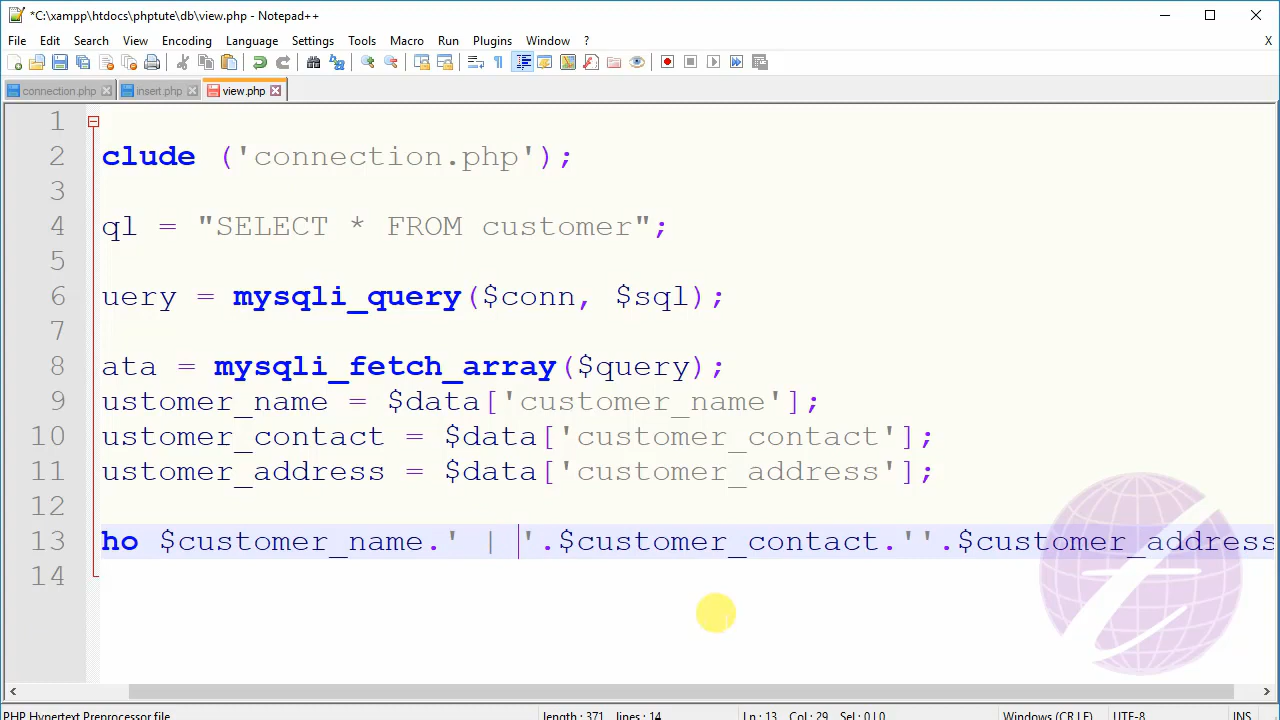 *C:\xampp\htdocs\phptute\db\view.php - Notepad++
File Edit Search View Encoding Language Settings Tools Macro Run Plugins Window ? X
connection.php insert.php view.php
1
2 clude ('connection.php');
3
4 ql = "SELECT * FROM customer";
5
6 uery = mysqli_query($conn, $sql);
7
8 ata = mysqli_fetch_array($query);
9 ustomer_name = $data['customer_name'];
10 ustomer_contact = $data['customer_contact'];
11 ustomer_address = $data['customer_address'];
12
13 ho $customer_name.' | '.$customer_contact.''.$customer_address
14
PHP Hypertext Preprocessor file length : 371 lines : 14 Ln : 13 Col : 29 Sel : 0 | 0 Windows (CR LF) UTF-8 INS